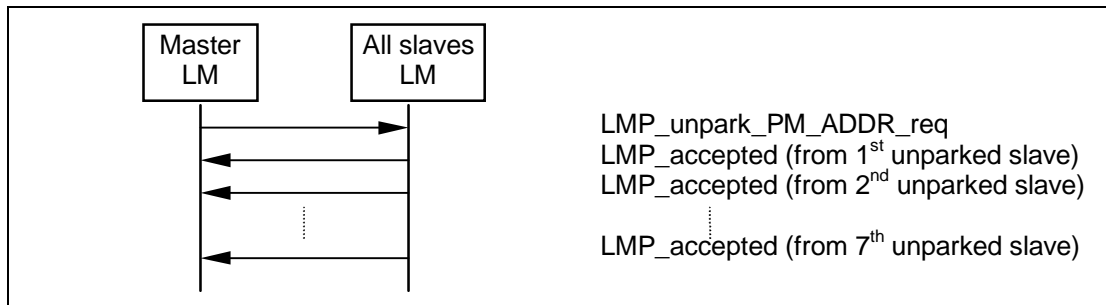 Master
LM
All slaves
LM
LMP_unpark_PM_ADDR_req
LMP_accepted (from 1st unparked slave)
LMP_accepted (from 2nd unparked slave)
LMP_accepted (from 7th unparked slave)